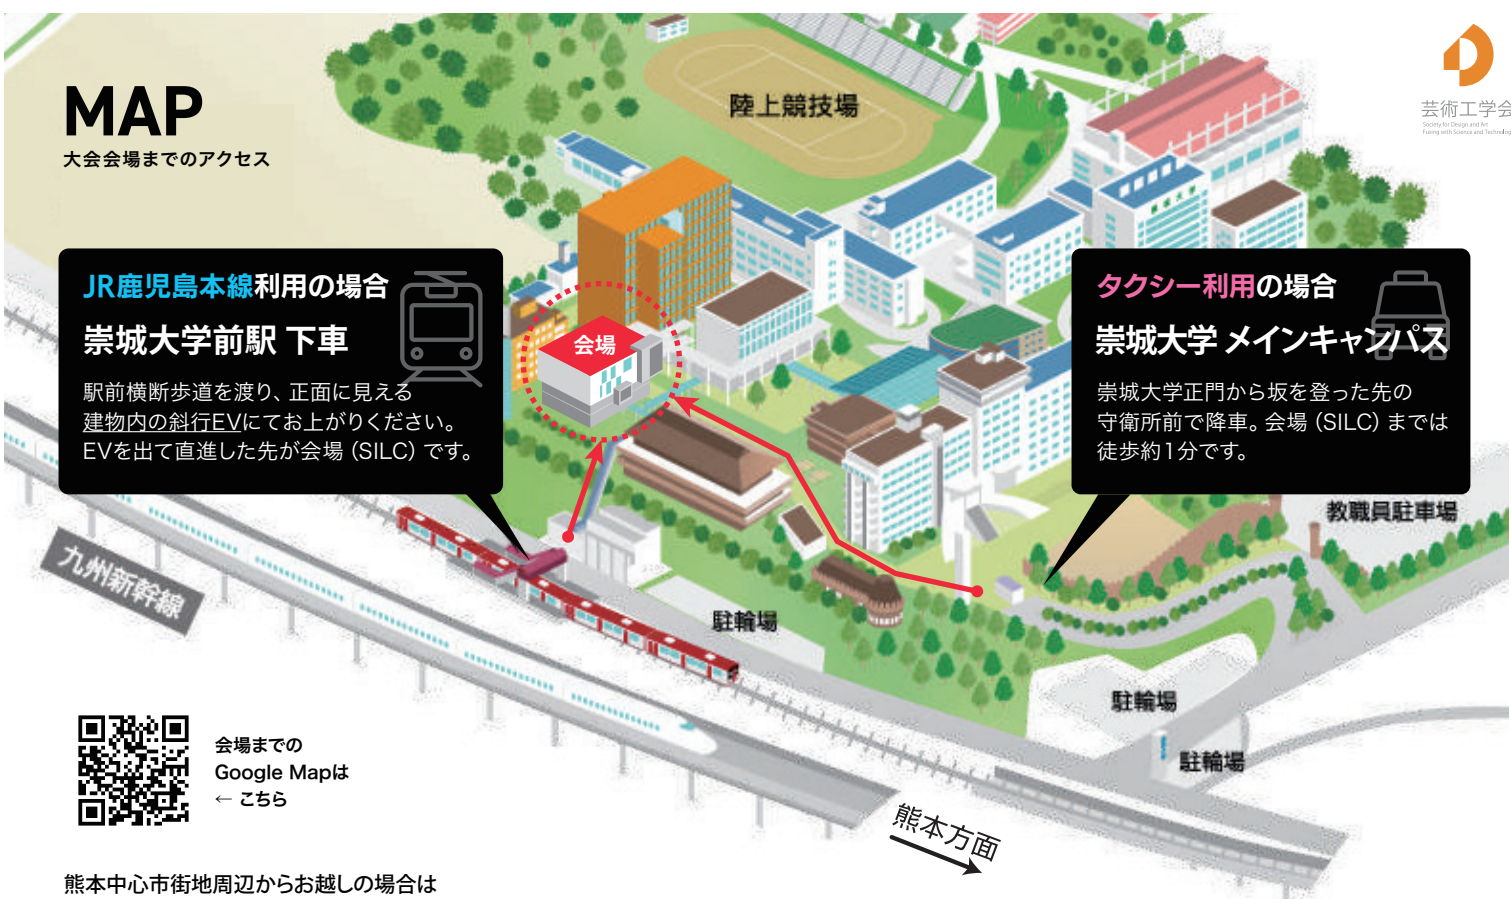 MAP
大会会場までのアクセス
陸上競技場
芸術工学会
Society for Design and Art
Fusing with Science and Technology
JR鹿児島本線利用の場合
崇城大学前駅 下車
駅前横断歩道を渡り、正面に見える
建物内の斜行EVにてお上がりください。
EVを出て直進した先が会場（SILC）です。
会場
タクシー利用の場合
崇城大学 メインキャンパス
崇城大学正門から坂を登った先の
守衛所前で降車。会場（SILC）までは
徒歩約1分です。
教職員駐車場
九州新幹線
駐輪場
駐輪場
駐輪場
会場までの
Google Mapは
← こちら
熊本方面
熊本中心市街地周辺からお越しの場合は